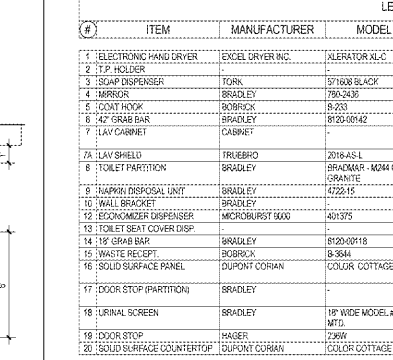 LE
# ITEM MANUFACTURER MODEL
1 ELECTRONIC HAND DRYER EXCEL DRYER INC. XLERATOR XL-C
2 T.P. HOLDER - -
3 SOAP DISPENSER TORK 571608 BLACK
4 MIRROR BRADLEY 780-2436
5 COAT HOOK BOBRICK B-233
6 42" GRAB BAR BRADLEY 8120-00142
7 LAV CABINET CABINET -
7A LAV SHIELD TRUEBRO 2018-AS-L
8 TOILET PARTITION BRADLEY BRADMAR - M244
GRANITE
9 NAPKIN DISPOSAL UNIT BRADLEY 4722-15
10 WALL BRACKET BRADLEY -
12 ECONOMIZER DISPENSER MICROBURST 9000 401375
13 TOILET SEAT COVER DISP. - -
14 18" GRAB BAR BRADLEY 8120-00118
15 WASTE RECEPT. BOBRICK B-3644
16 SOLID SURFACE PANEL DUPONT CORIAN COLOR COTTAGE
17 DOOR STOP (PARTITION) BRADLEY -
18 URINAL SCREEN BRADLEY 18" WIDE MODEL
MTD.
19 DOOR STOP HAGER 236W
20 SOLID SURFACE COUNTERTOP DUPONT CORIAN COLOR COTTAGE